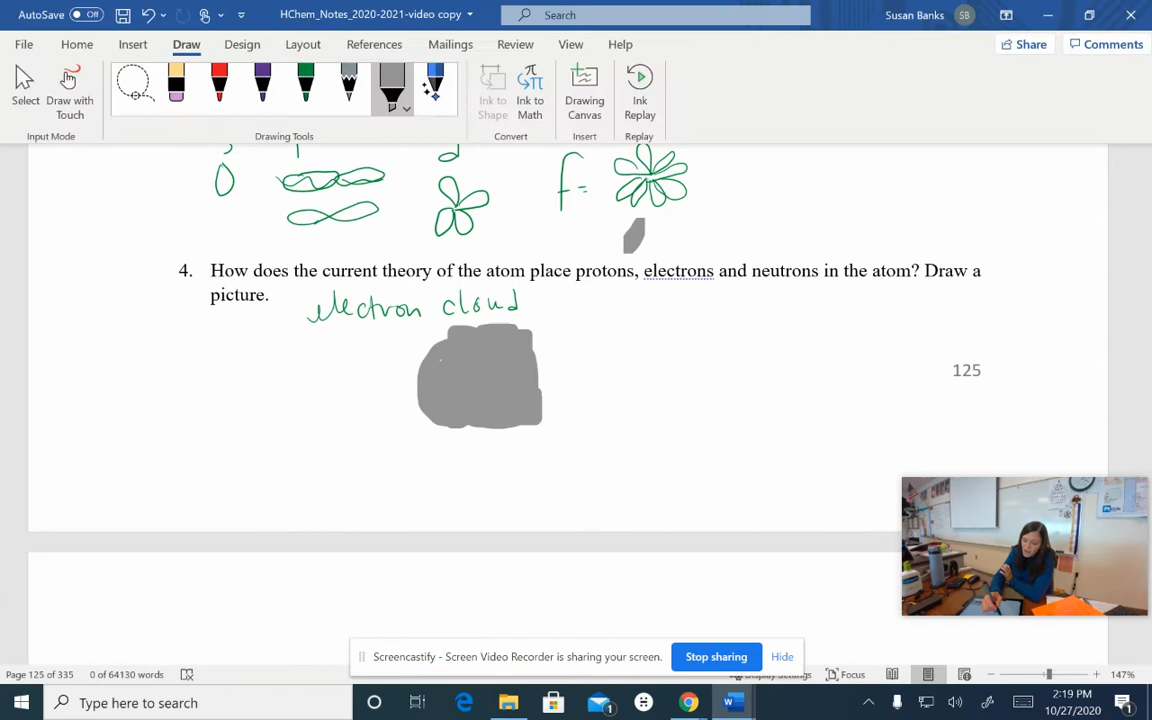 AutoSave Off HChem_Notes_2020-2021-video copy Search Susan Banks SB
File Home Insert Draw Design Layout References Mailings Review View Help Share Comments
Select Draw with Touch Ink to Shape Ink to Math Drawing Canvas Ink Replay
Input Mode Drawing Tools Convert Insert Replay
d
f =
4. How does the current theory of the atom place protons, electrons and neutrons in the atom? Draw a
picture.
electron cloud
125
Screencastify - Screen Video Recorder is sharing your screen. Stop sharing Hide
Page 125 of 335 0 of 64130 words Display Settings Focus 147%
Type here to search 2:19 PM
10/27/2020